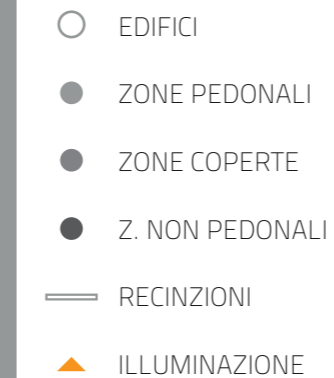 EDIFICI
ZONE PEDONALI
ZONE COPERTE
Z. NON PEDONALI
RECINZIONI
ILLUMINAZIONE